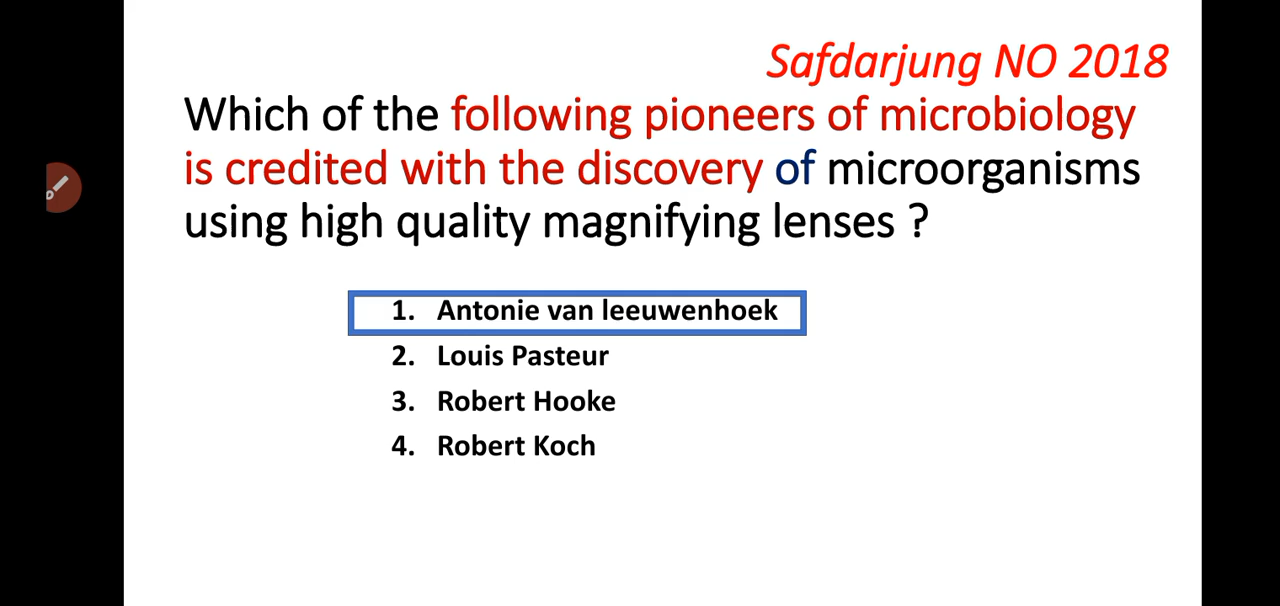 Safdarjung NO 2018
Which of the following pioneers of microbiology
is credited with the discovery of microorganisms
using high quality magnifying lenses ?
1. Antonie van leeuwenhoek
2. Louis Pasteur
3. Robert Hooke
4. Robert Koch